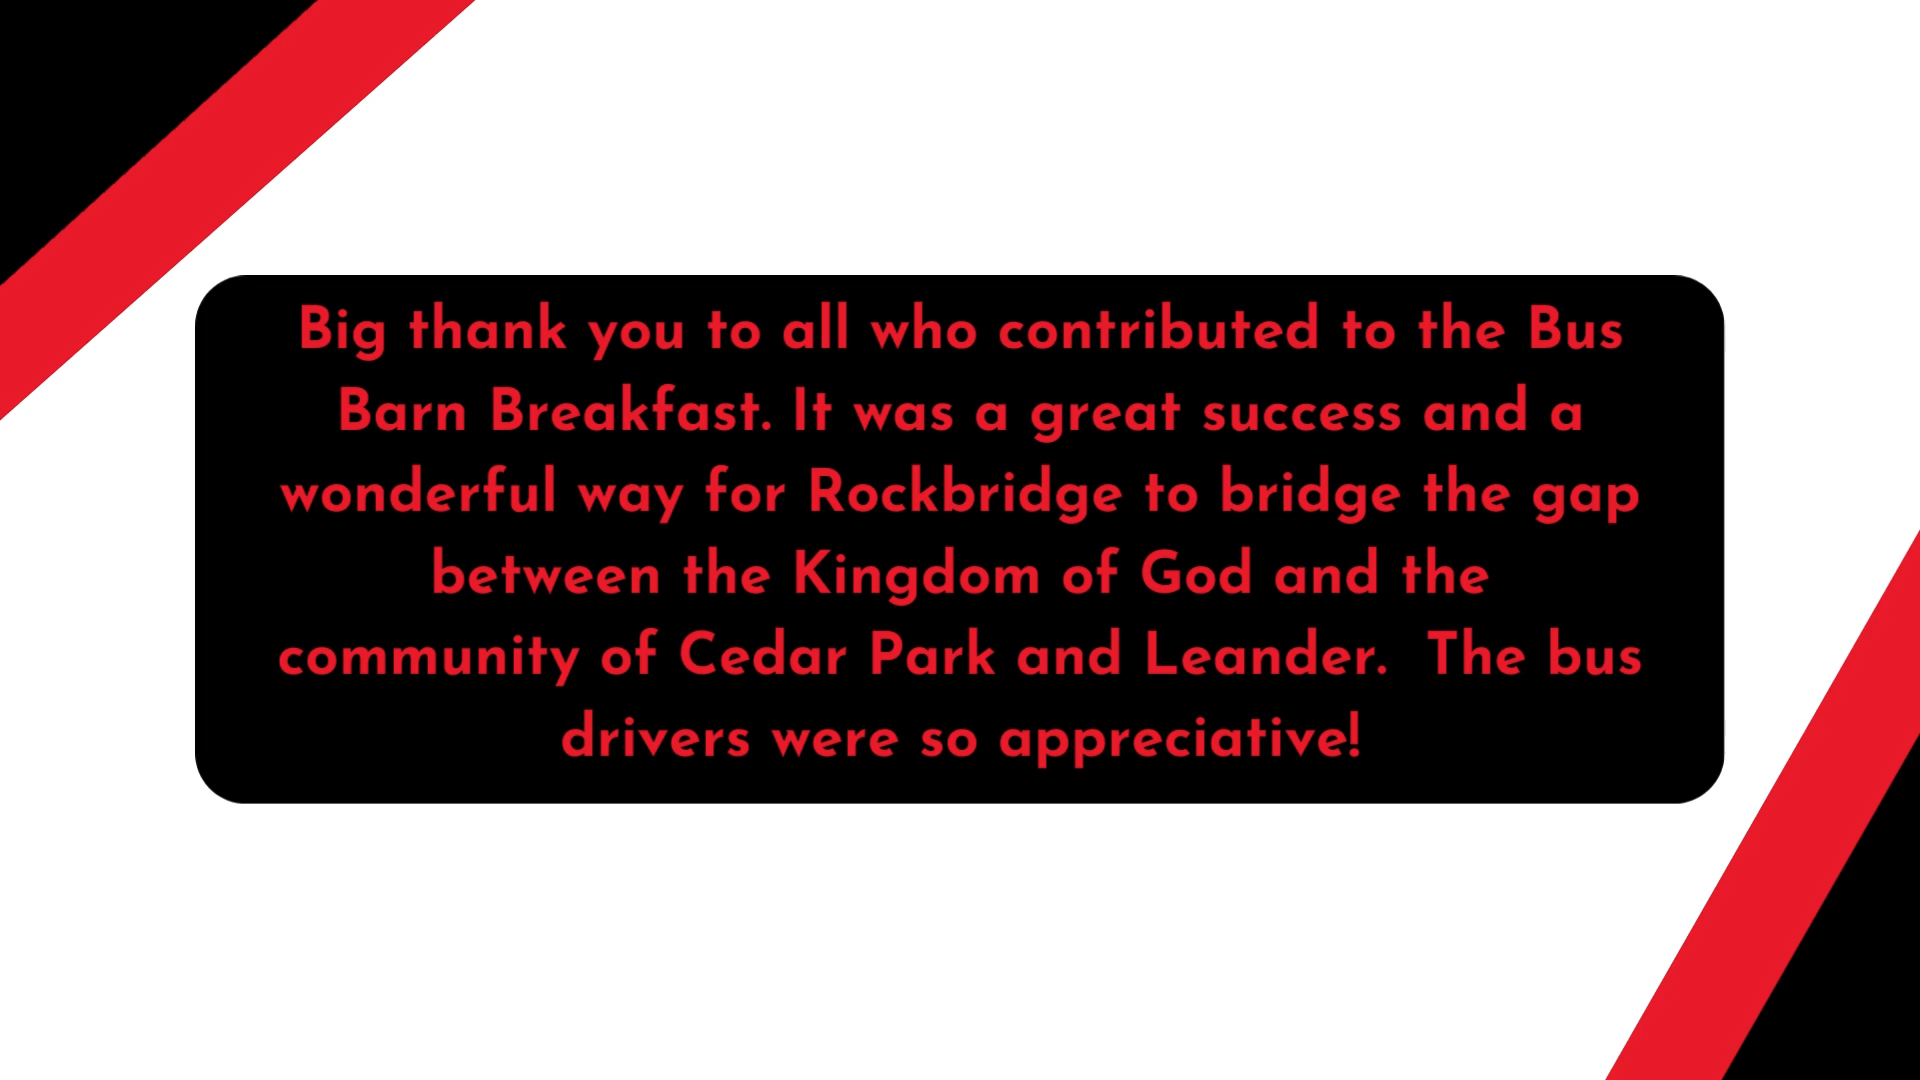 Big thank you to all who contributed to the Bus
Barn Breakfast. It was a great success and a
wonderful way for Rockbridge to bridge the gap
between the Kingdom of God and the
community of Cedar Park and Leander.  The bus
drivers were so appreciative!